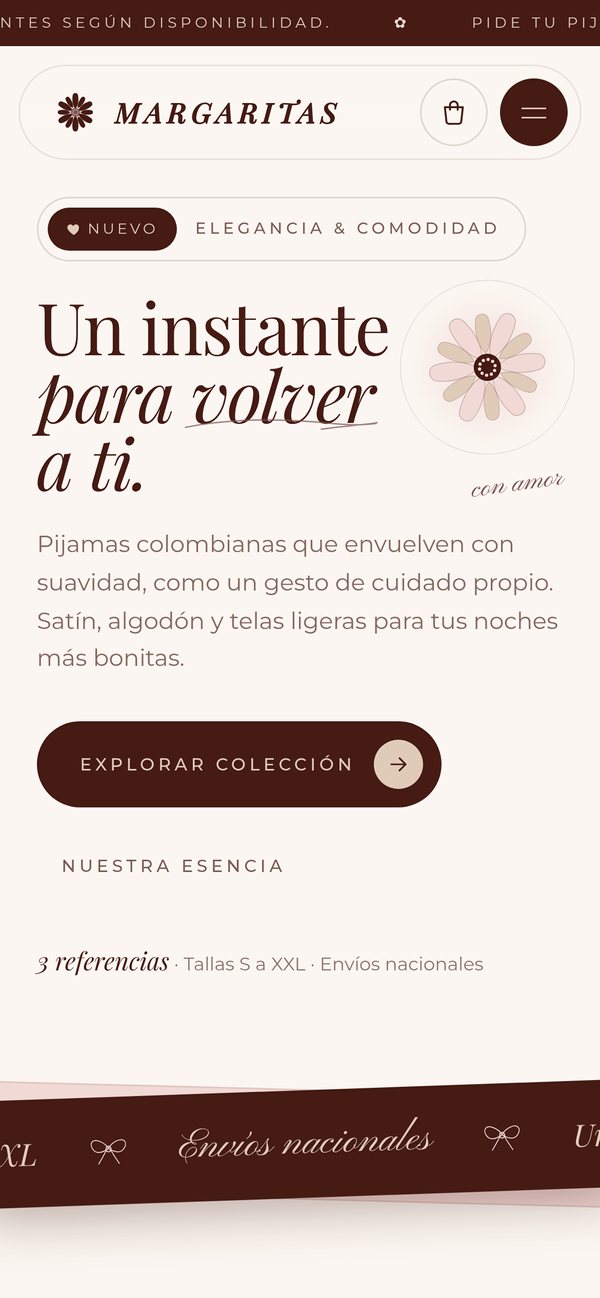 NTES SEGÚN DISPONIBILIDAD. ✿ PIDE TU PIJ
MARGARITAS
NUEVO ELEGANCIA & COMODIDAD
Un instante
para volver
a ti.
con amor
Pijamas colombianas que envuelven con
suavidad, como un gesto de cuidado propio.
Satín, algodón y telas ligeras para tus noches
más bonitas.
EXPLORAR COLECCIÓN →
NUESTRA ESENCIA
3 referencias · Tallas S a XXL · Envíos nacionales
XL Envíos nacionales Un